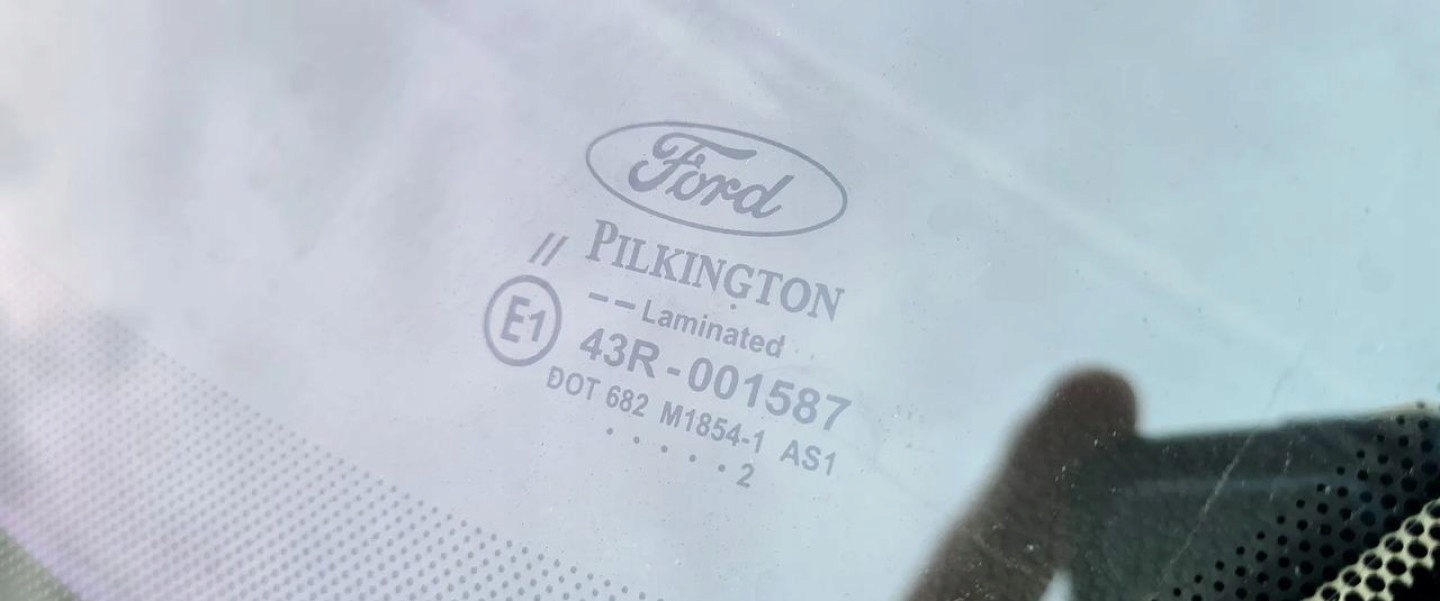 Ford
//
PILKINGTON
-- Laminated
E1
43R-001587
DOT 682 M1854-1 AS1
.....2